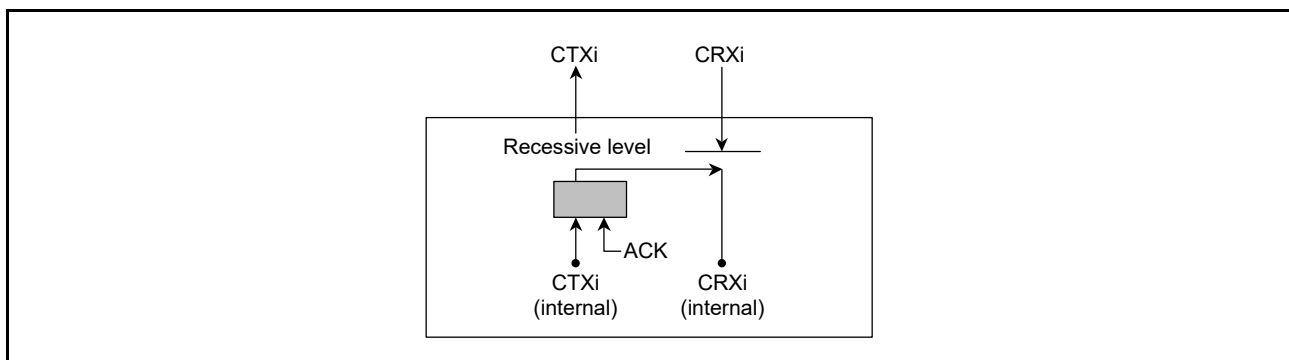 CTXi
CRXi
Recessive level
ACK
CTXi
(internal)
CRXi
(internal)